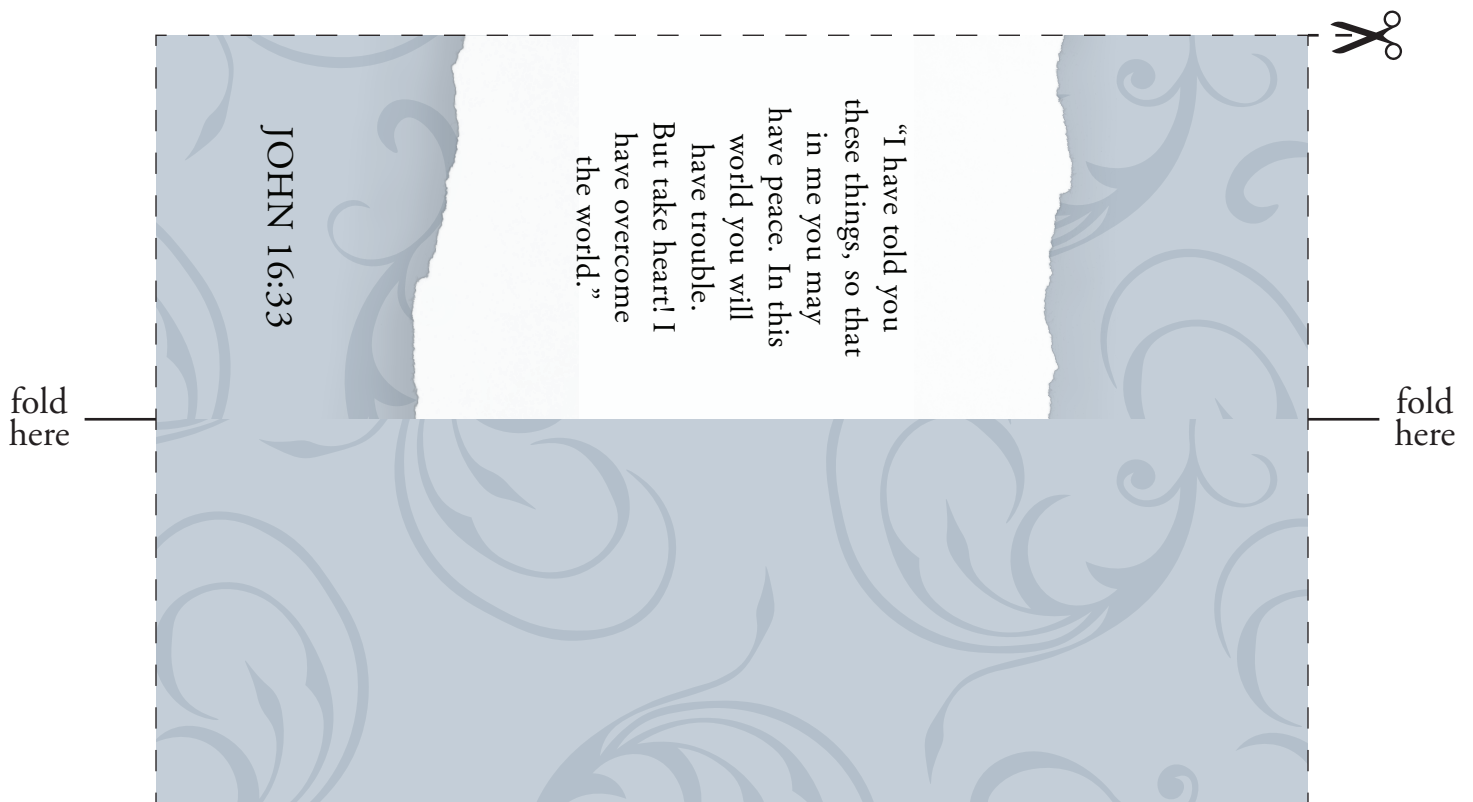 “I have told you
these things, so that
in me you may
have peace. In this
world you will
have trouble.
But take heart! I
have overcome
the world.”
JOHN 16:33
fold
here
fold
here